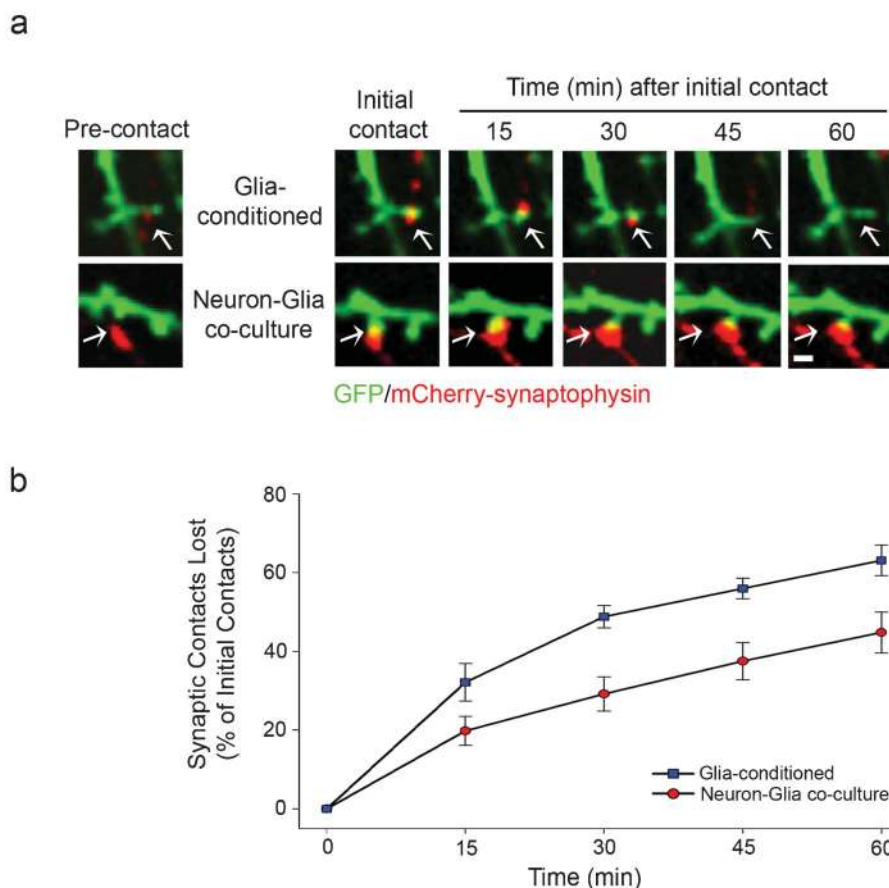 a
Pre-contact
Initial
contact
Time (min) after initial contact
15 30 45 60
Glia-
conditioned
Neuron-Glia
co-culture
GFP/mCherry-synaptophysin
b
Synaptic Contacts Lost
(% of Initial Contacts)
80
60
40
20
0
0 15 30 45 60
Time (min)
Glia-conditioned
Neuron-Glia co-culture